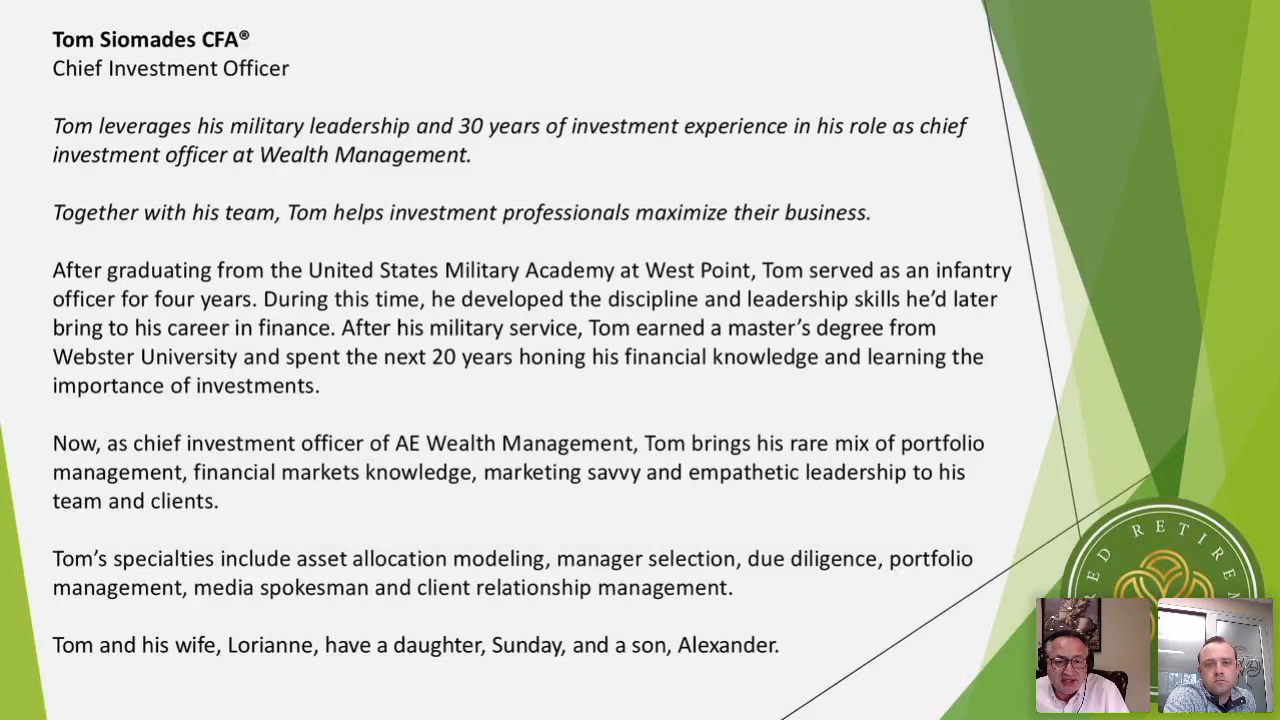 Tom Siomades CFA®
Chief Investment Officer
Tom leverages his military leadership and 30 years of investment experience in his role as chief
investment officer at Wealth Management.
Together with his team, Tom helps investment professionals maximize their business.
After graduating from the United States Military Academy at West Point, Tom served as an infantry
officer for four years. During this time, he developed the discipline and leadership skills he’d later
bring to his career in finance. After his military service, Tom earned a master’s degree from
Webster University and spent the next 20 years honing his financial knowledge and learning the
importance of investments.
Now, as chief investment officer of AE Wealth Management, Tom brings his rare mix of portfolio
management, financial markets knowledge, marketing savvy and empathetic leadership to his
team and clients.
Tom’s specialties include asset allocation modeling, manager selection, due diligence, portfolio
management, media spokesman and client relationship management.
Tom and his wife, Lorianne, have a daughter, Sunday, and a son, Alexander.